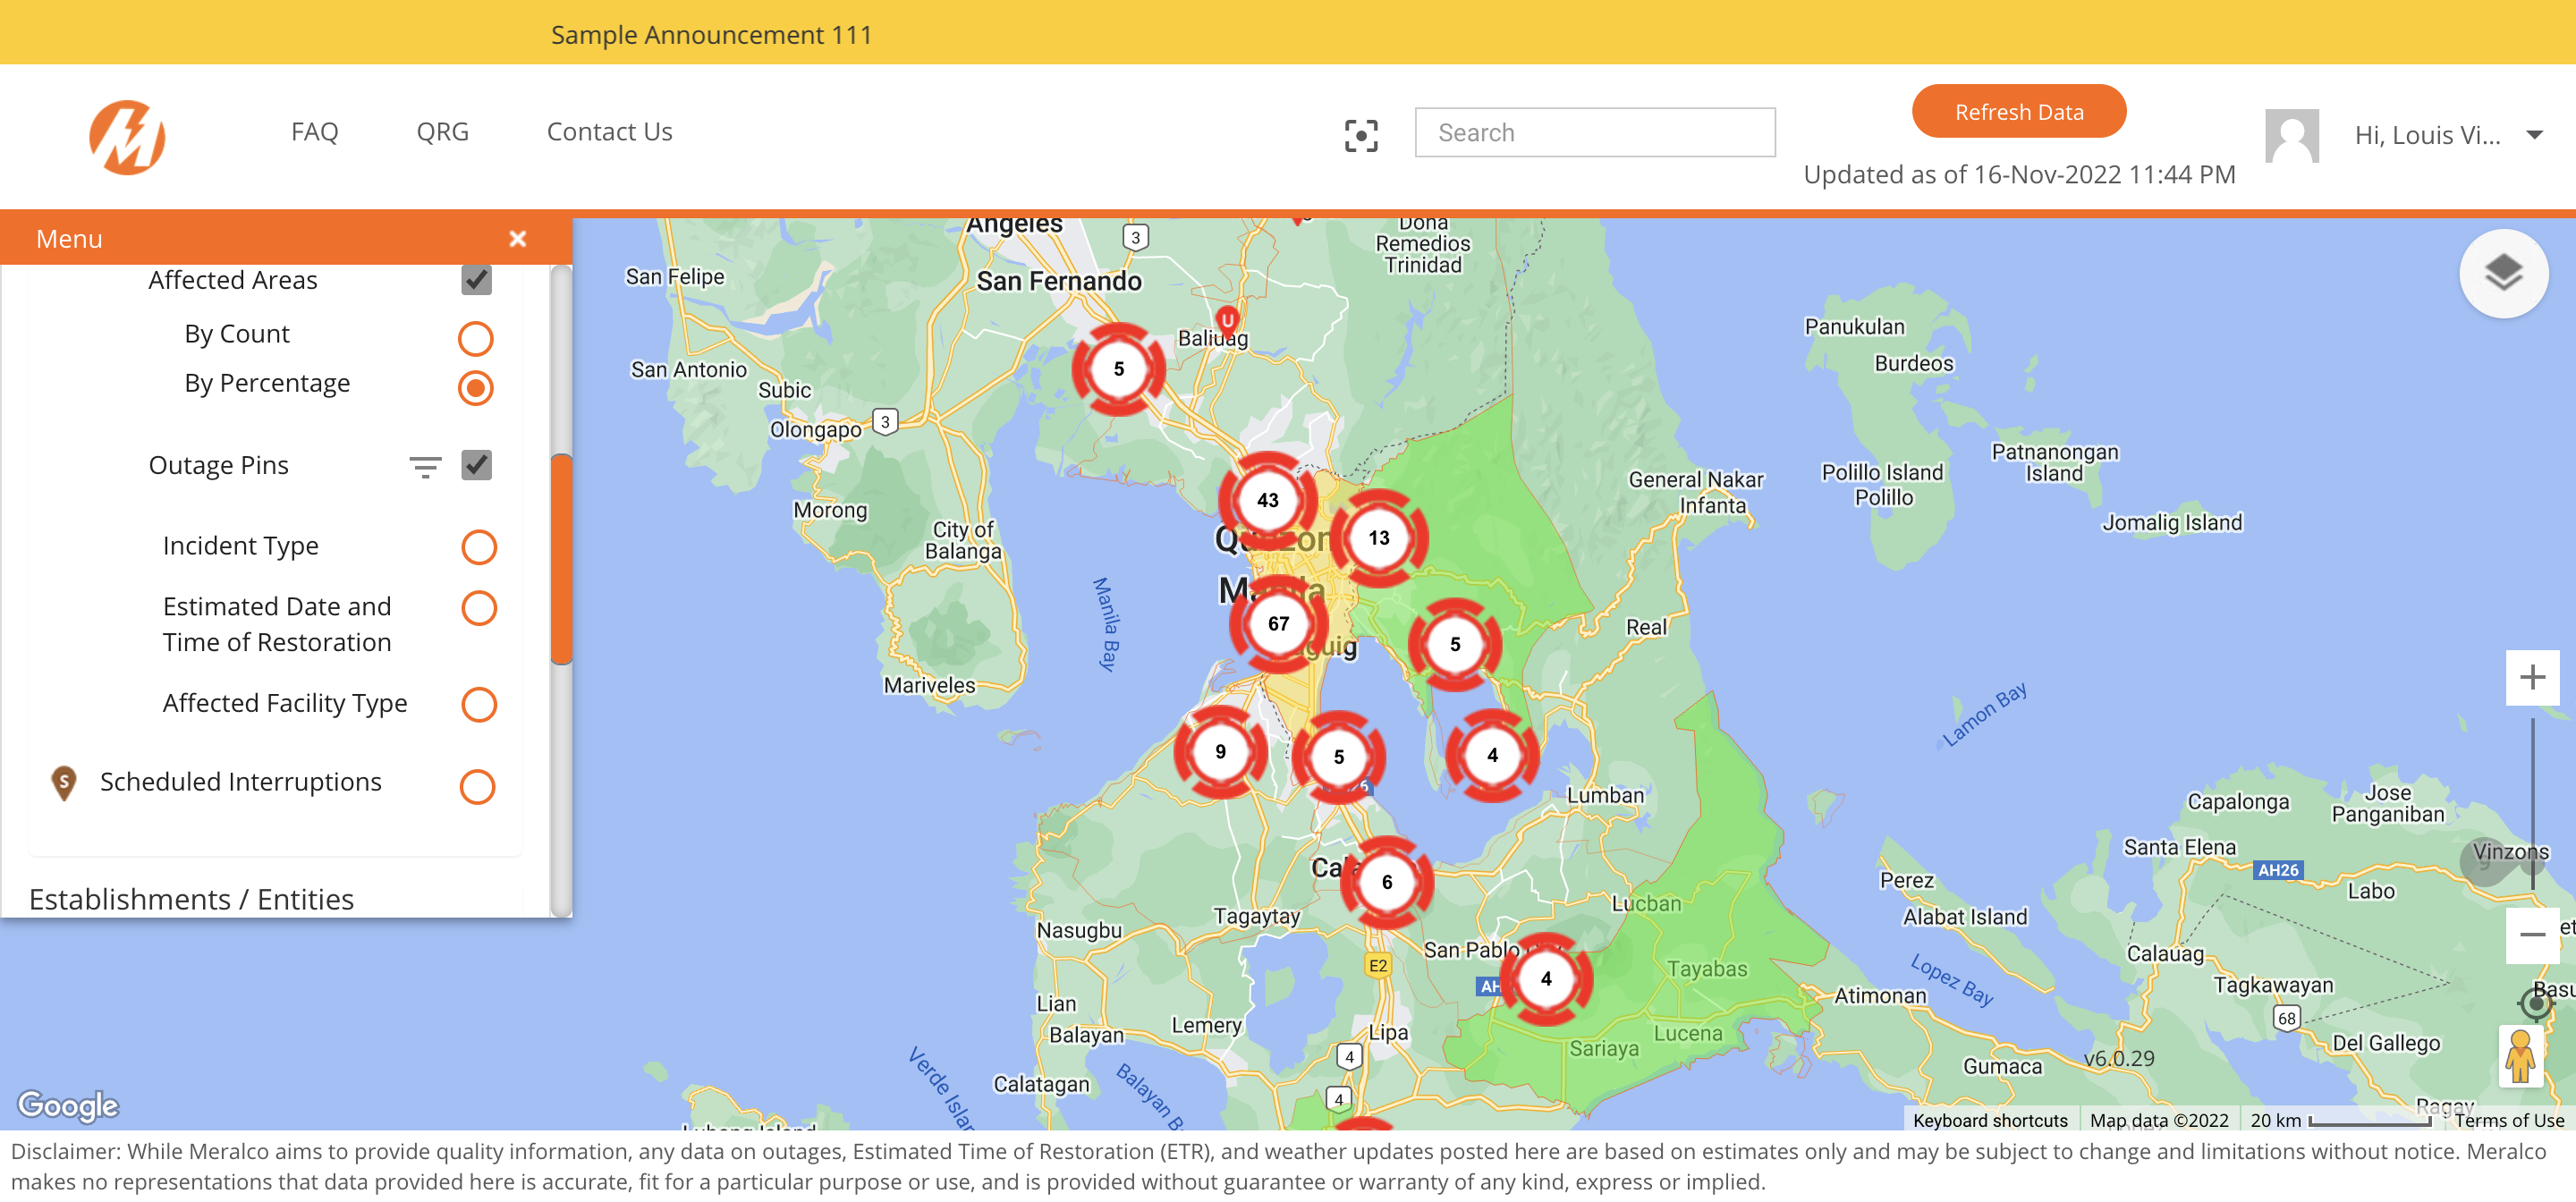 Sample Announcement 111
FAQ
QRG
Contact Us
Search
Refresh Data
Updated as of 16-Nov-2022 11:44 PM
Hi, Louis Vi...
Menu
Affected Areas
By Count
By Percentage
Outage Pins
Incident Type
Estimated Date and
Time of Restoration
Affected Facility Type
S
Scheduled Interruptions
Establishments / Entities
Angeles
3
Dona
Remedios
Trinidad
San Felipe
San Fernando
U
Baliuag
5
San Antonio
Subic
Olongapo
3
Panukulan
Burdeos
Patnanongan
Island
Polillo Island
Polillo
Jomalig Island
General Nakar
Infanta
Morong
City of
Balanga
43
13
Manila Bay
67
5
Real
Mariveles
Lamon Bay
9
5
4
Lumban
Capalonga
Jose
Panganiban
Santa Elena
Vinzons
AH26
Labo
6
Perez
Alabat Island
Lucban
Tagaytay
Nasugbu
San Pablo
E2
4
Tayabas
Calauag
Lopez Bay
Tagkawayan
Atimonan
68
Lian
Balayan
Lemery
Lipa
Lucena
Sariaya
4
Del Gallego
v6.0.29
Gumaca
Calatagan
Balayan B
Verde Islan
4
Ragay
Google
Keyboard shortcuts
Map data ©2022
20 km
Terms of Use
Disclaimer: While Meralco aims to provide quality information, any data on outages, Estimated Time of Restoration (ETR), and weather updates posted here are based on estimates only and may be subject to change and limitations without notice. Meralco
makes no representations that data provided here is accurate, fit for a particular purpose or use, and is provided without guarantee or warranty of any kind, express or implied.